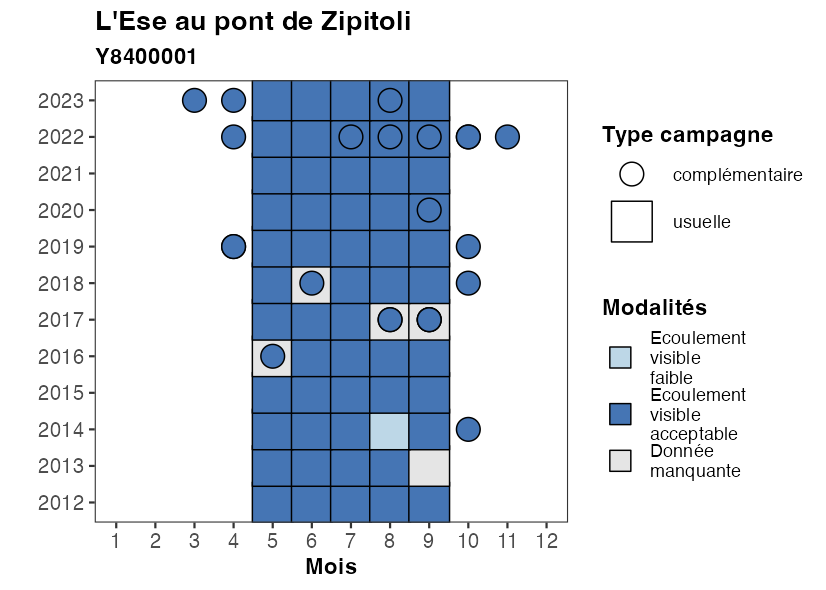 L'Ese au pont de Zipitoli
Y8400001
2023
2022
2021
2020
2019
2018
2017
2016
2015
2014
2013
2012
1 2 3 4 5 6 7 8 9 10 11 12
Mois
Type campagne
complémentaire
usuelle
Modalités
Ecoulement
visible
faible
Ecoulement
visible
acceptable
Donnée
manquante